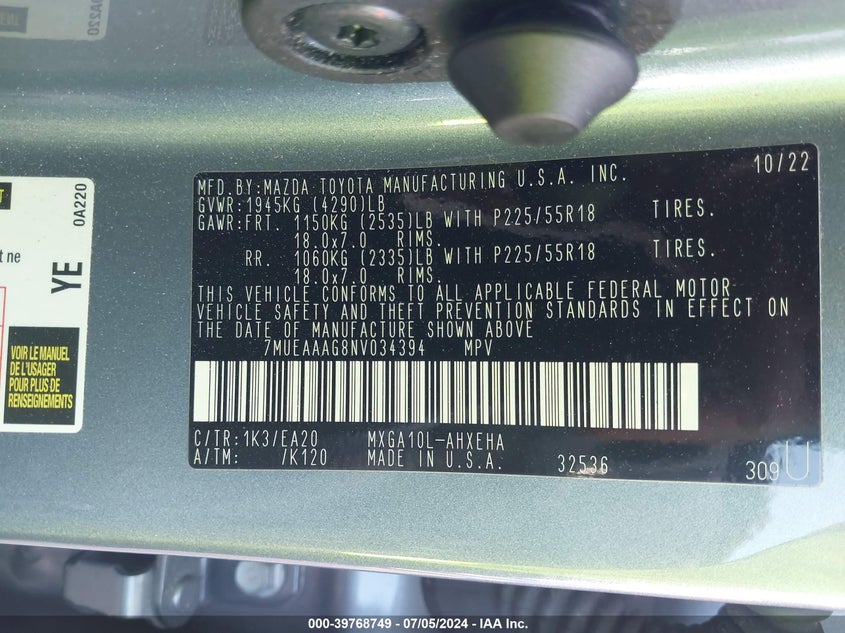 MFD.BY:MAZDA TOYOTA MANUFACTURING U.S.A. INC. 10/22
GVWR:1945KG (4290)LB
GAWR:FRT. 1150KG (2535)LB WITH P225/55R18 TIRES.
18.0x7.0 RIMS.
RR. 1060KG (2335)LB WITH P225/55R18 TIRES.
18.0x7.0 RIMS.
THIS VEHICLE CONFORMS TO ALL APPLICABLE FEDERAL MOTOR
VEHICLE SAFETY AND THEFT PREVENTION STANDARDS IN EFFECT ON
THE DATE OF MANUFACTURE SHOWN ABOVE
7MUEAAAG8NV034394 MPV
C/TR:1K3/EA20 MXGA10L-AHXEHA
A/TM: /K120 MADE IN U.S.A. 32536 309U
0A220
YE
t ne
VOIR LE MANUEL
DE L'USAGER
POUR PLUS DE
RENSEIGNEMENTS
000-39768749 - 07/05/2024 - IAA Inc.